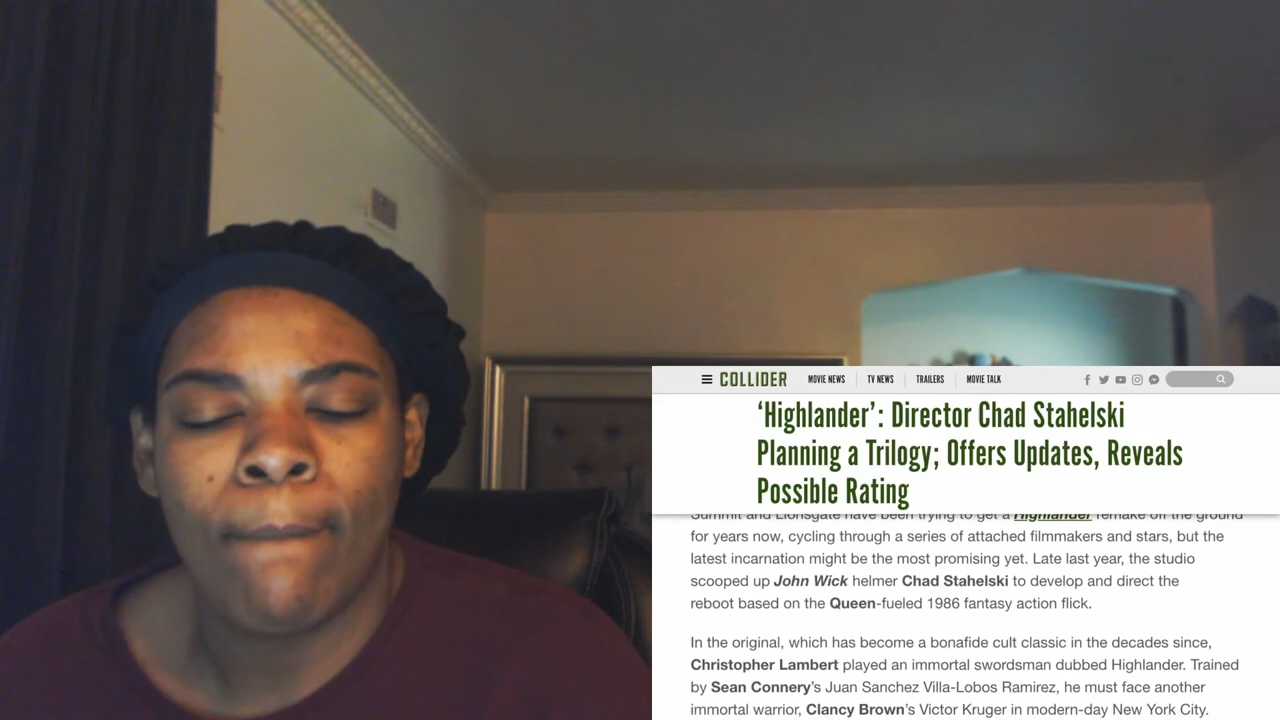 COLLIDER MOVIE NEWS TV NEWS TRAILERS MOVIE TALK
‘Highlander’: Director Chad Stahelski
Planning a Trilogy; Offers Updates, Reveals
Possible Rating
Summit and Lionsgate have been trying to get a Highlander remake off the ground
for years now, cycling through a series of attached filmmakers and stars, but the
latest incarnation might be the most promising yet. Late last year, the studio
scooped up John Wick helmer Chad Stahelski to develop and direct the
reboot based on the Queen-fueled 1986 fantasy action flick.
In the original, which has become a bonafide cult classic in the decades since,
Christopher Lambert played an immortal swordsman dubbed Highlander. Trained
by Sean Connery’s Juan Sanchez Villa-Lobos Ramirez, he must face another
immortal warrior, Clancy Brown’s Victor Kruger in modern-day New York City.